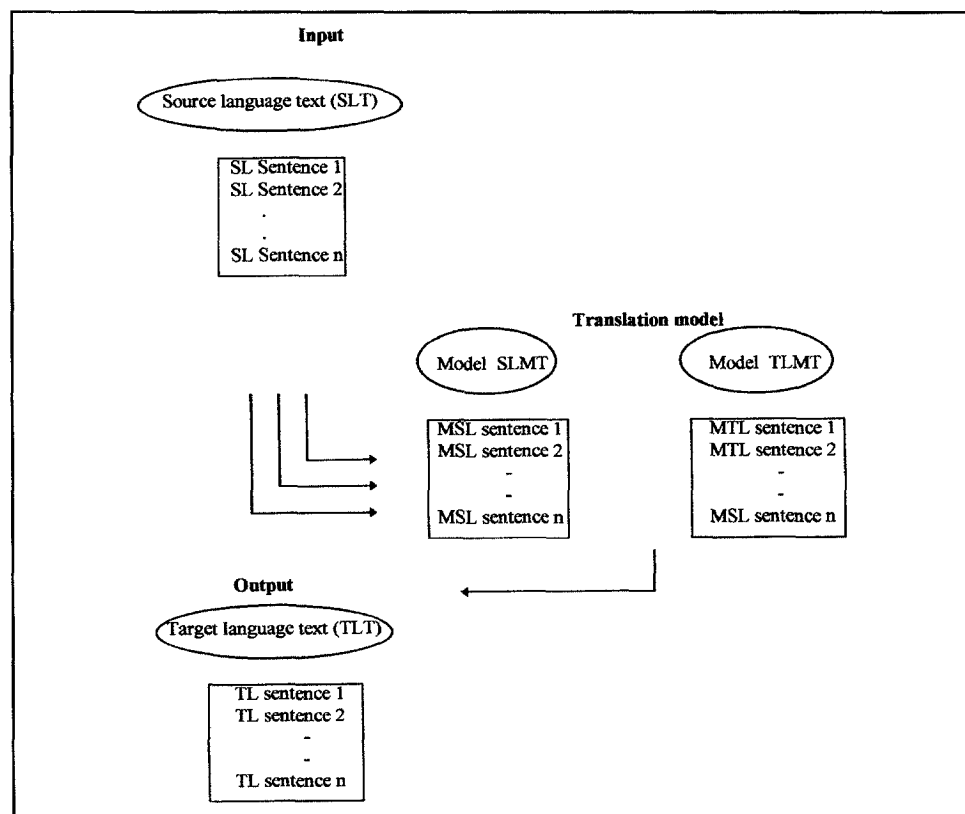 Input
Source language text (SLT)
SL Sentence 1
SL Sentence 2
.
.
SL Sentence n
Translation model
Model SLMT
Model TLMT
MSL sentence 1
MSL sentence 2
-
-
MSL sentence n
MTL sentence 1
MTL sentence 2
-
-
MSL sentence n
Output
Target language text (TLT)
TL sentence 1
TL sentence 2
-
-
TL sentence n